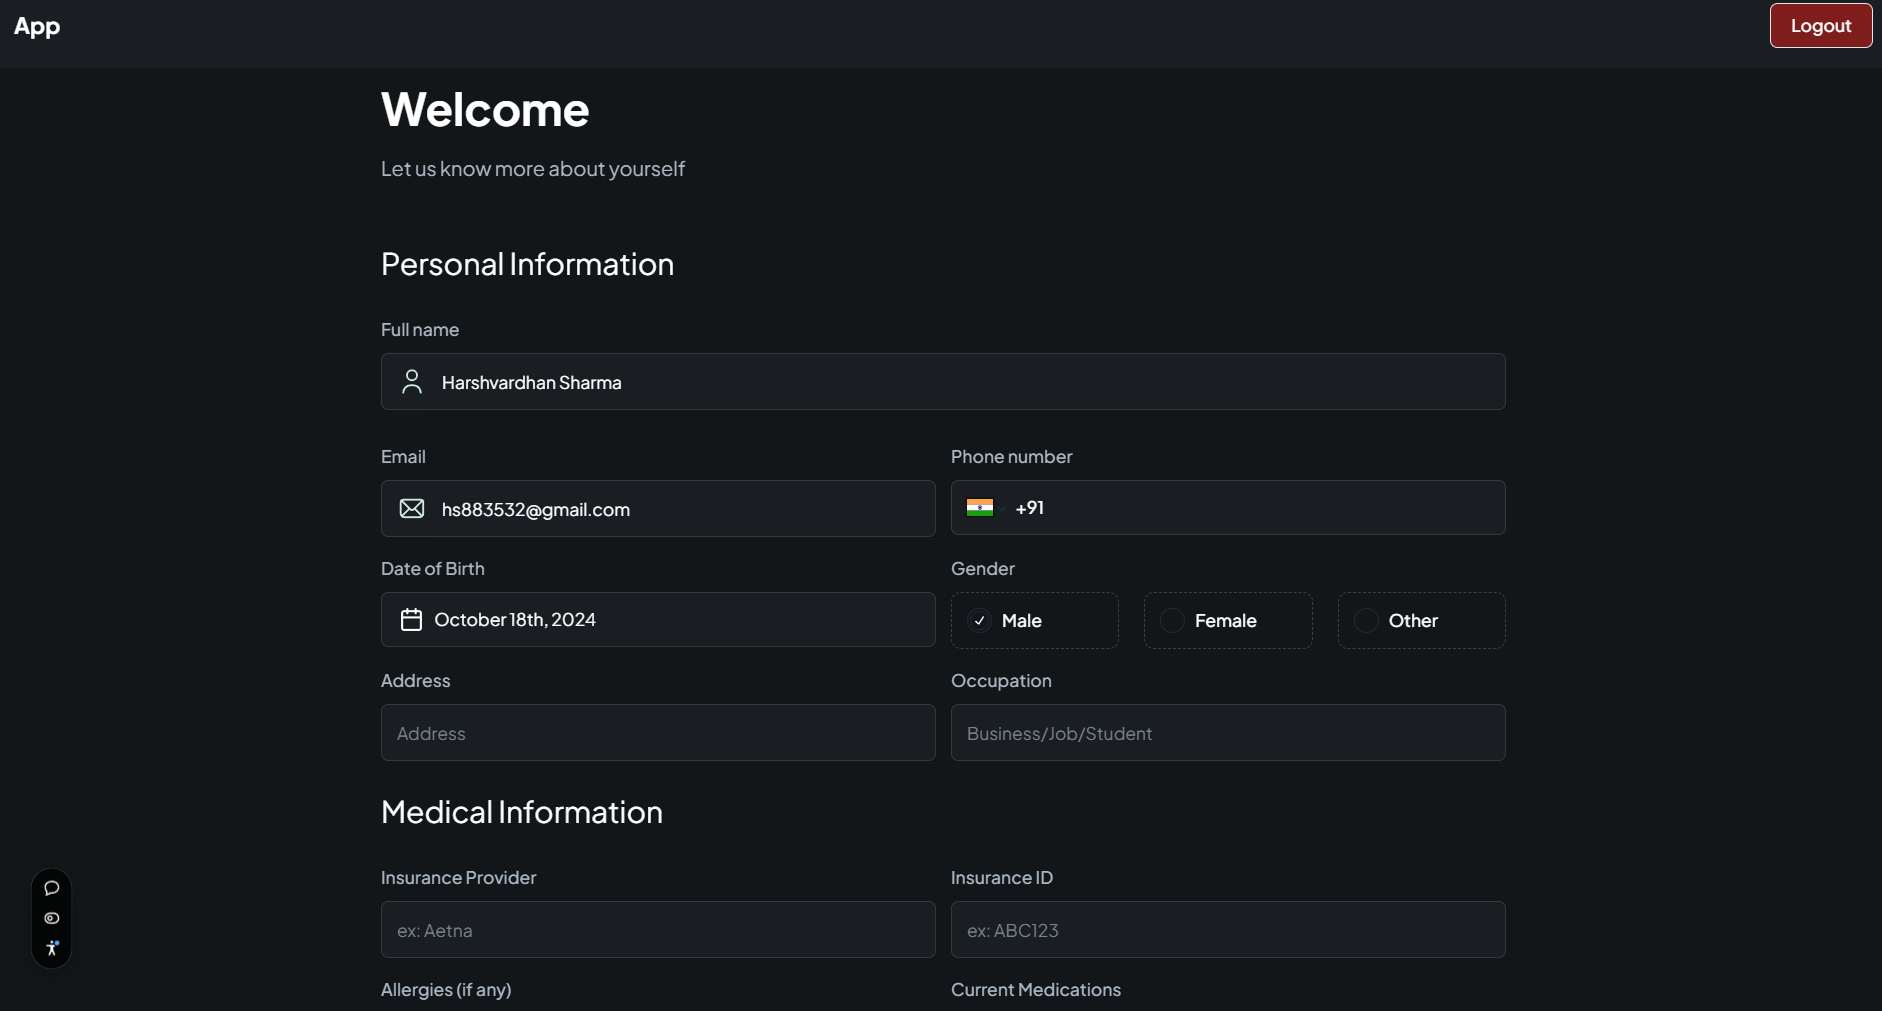 App
Logout
Welcome
Let us know more about yourself
Personal Information
Full name
Harshvardhan Sharma
Email
Phone number
hs883532@gmail.com
+91
Date of Birth
Gender
October 18th, 2024
Male
Female
Other
Address
Occupation
Address
Business/Job/Student
Medical Information
Insurance Provider
Insurance ID
ex: Aetna
ex: ABC123
Allergies (if any)
Current Medications